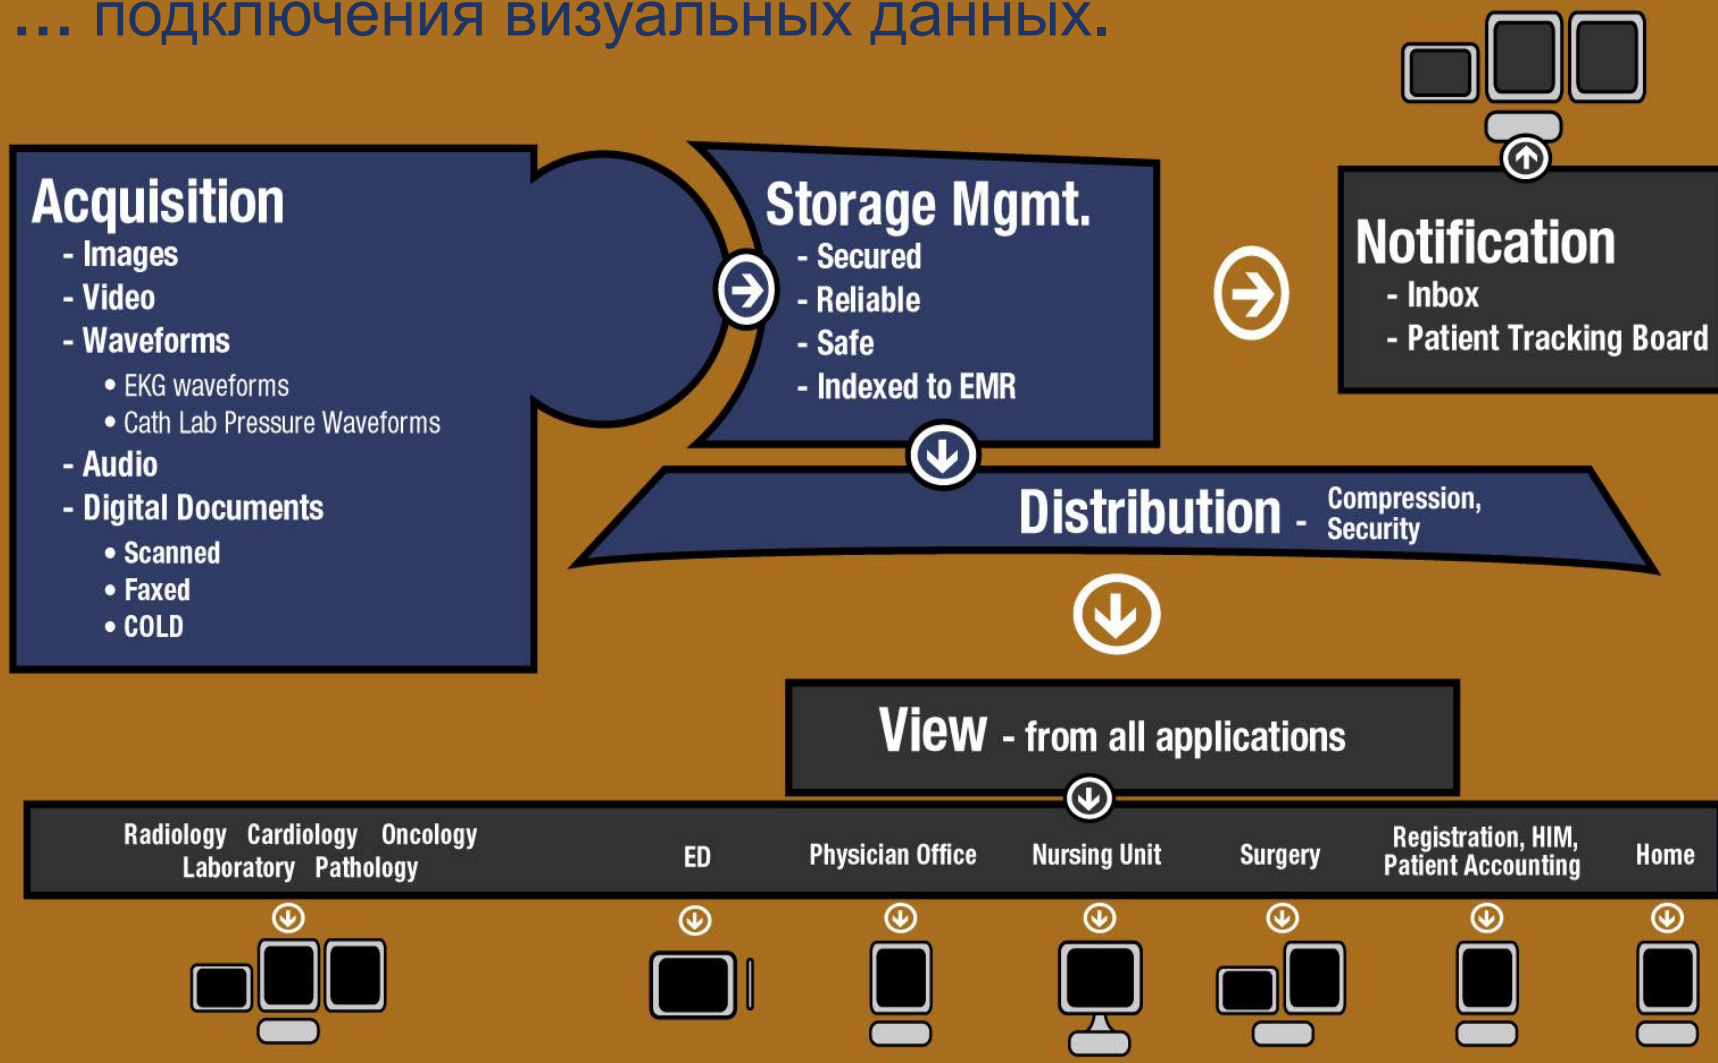 ... подключения визуальных данных.
Acquisition
- Images
- Video
- Waveforms
• EKG waveforms
• Cath Lab Pressure Waveforms
- Audio
- Digital Documents
• Scanned
• Faxed
• COLD
Storage Mgmt.
- Secured
- Reliable
- Safe
- Indexed to EMR
Notification
- Inbox
- Patient Tracking Board
Distribution - Compression,
Security
View - from all applications
Radiology Cardiology Oncology
Laboratory Pathology
ED
Physician Office
Nursing Unit
Surgery
Registration, HIM,
Patient Accounting
Home